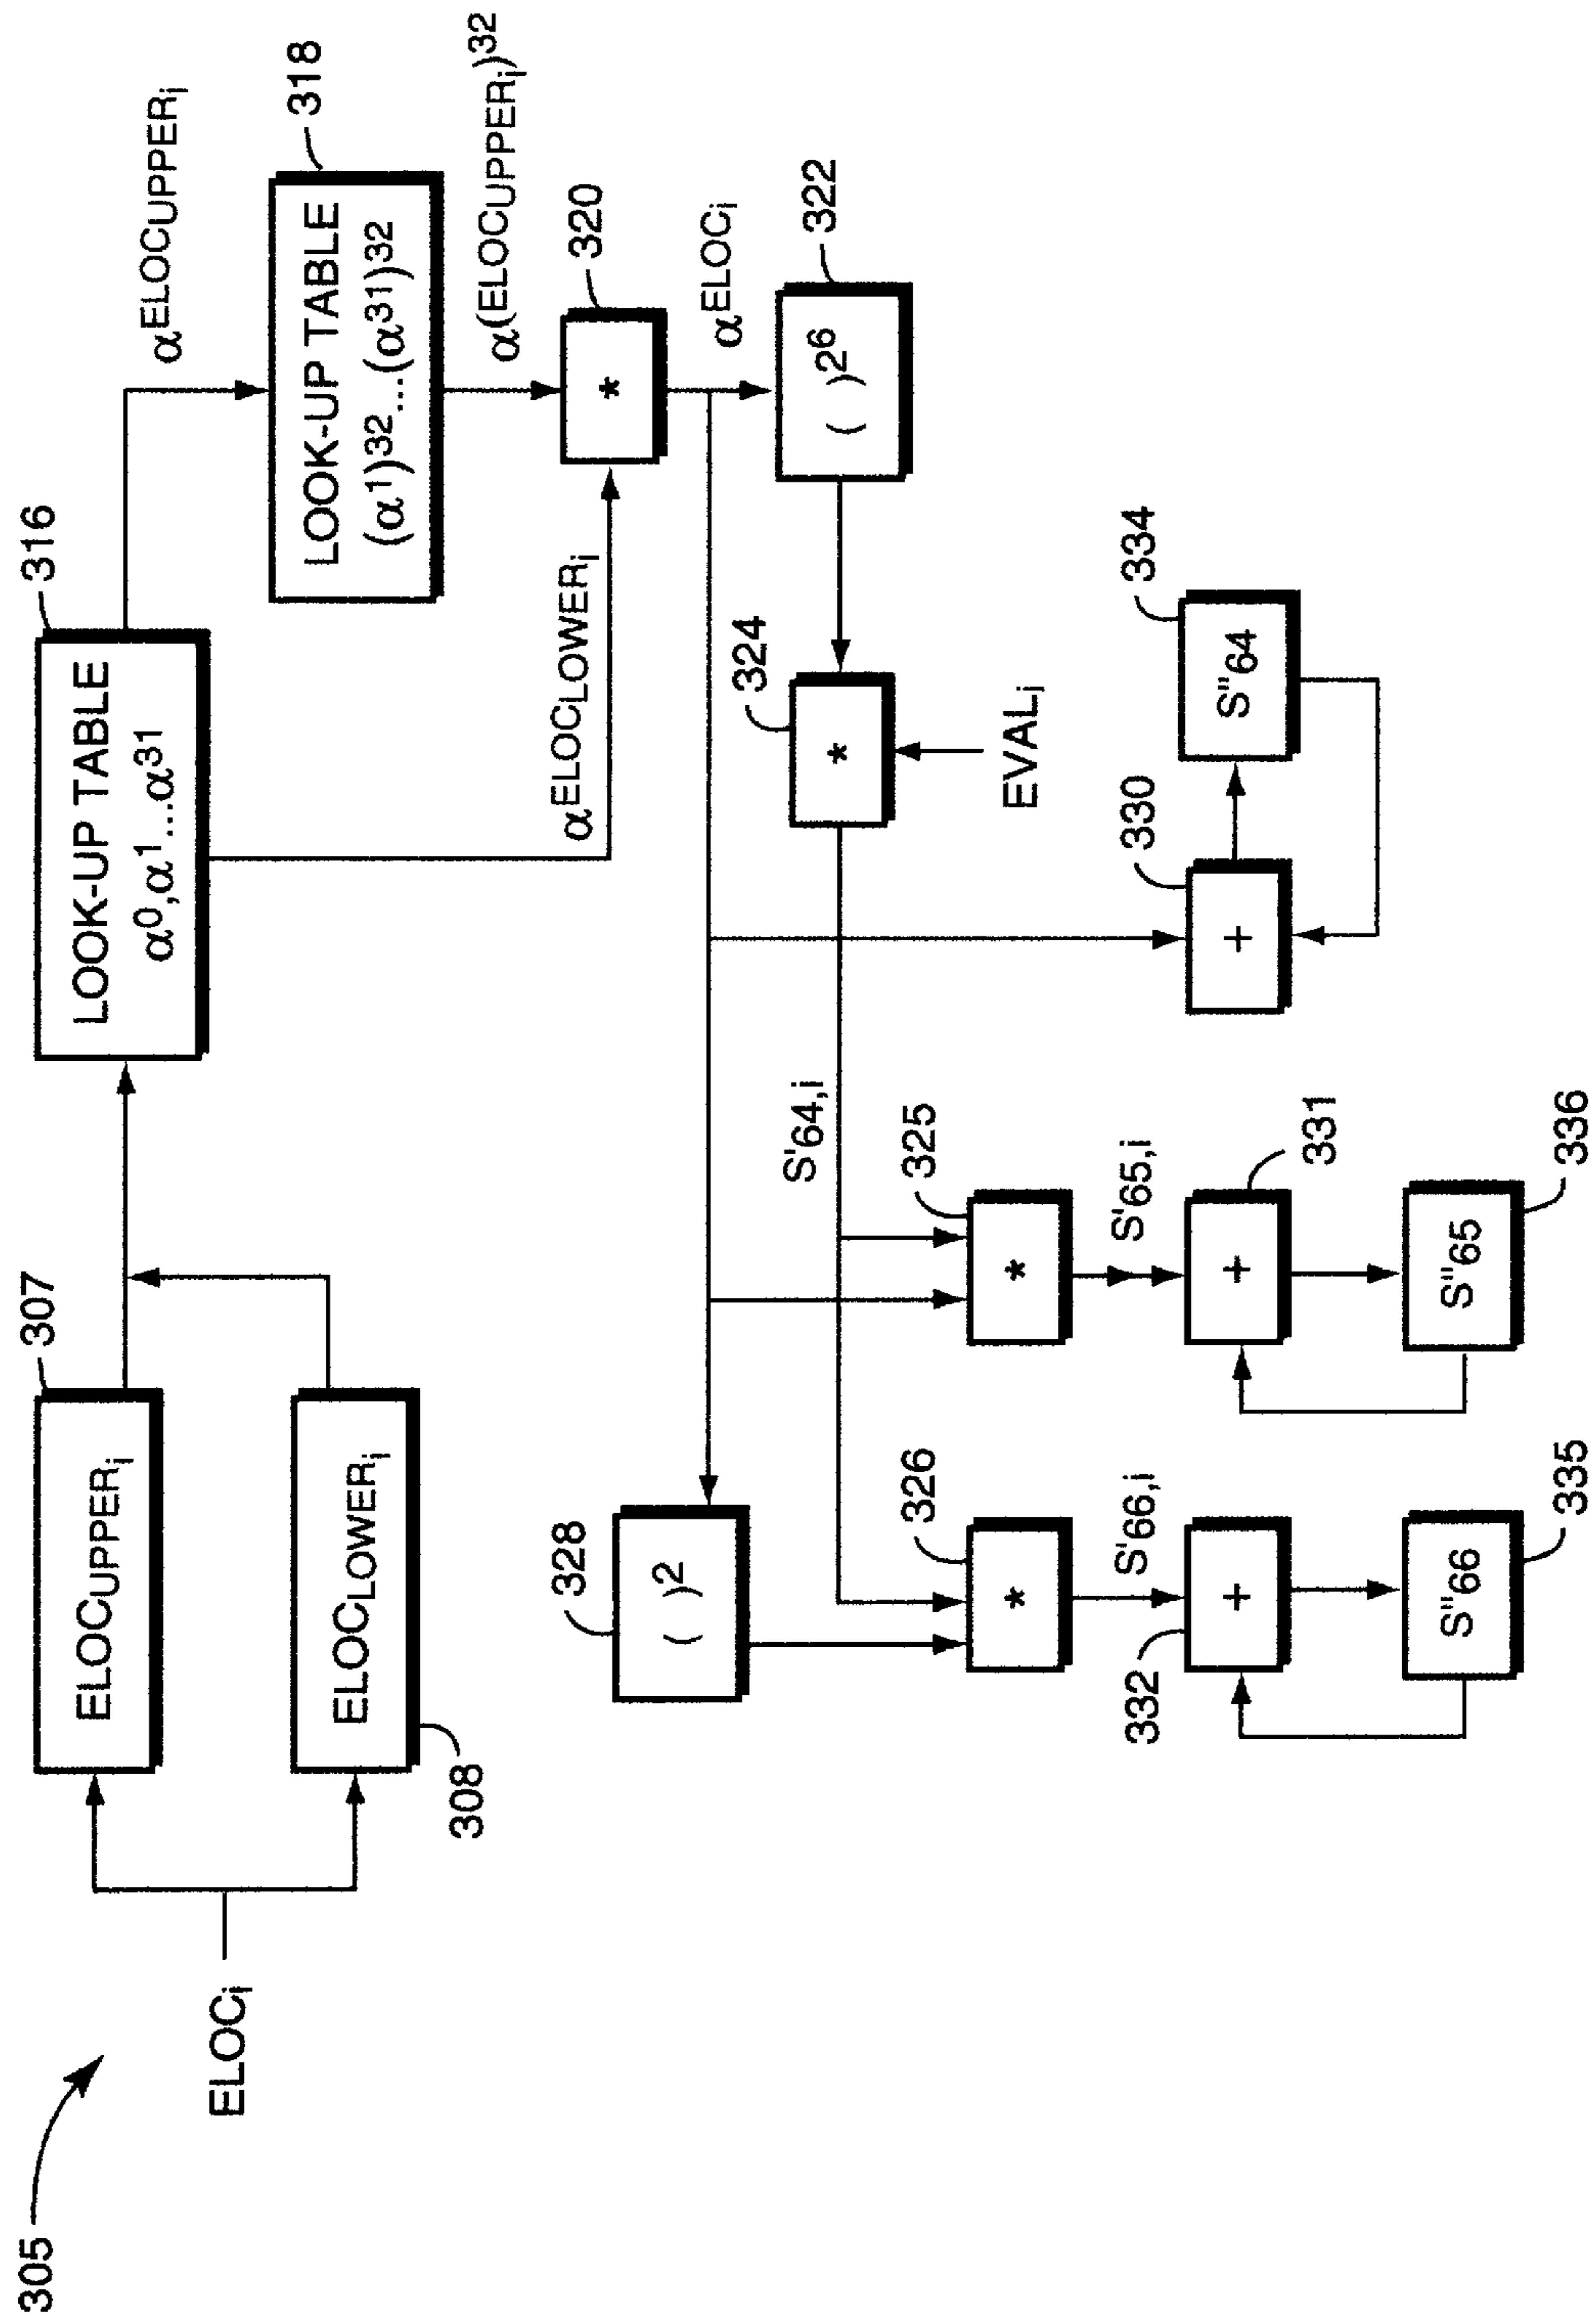 305
ELOCi
ELOCUPPERi
307
ELOCLOWERi
308
LOOK-UP TABLE
α0,α1...α31
316
αELOCUPPERi
LOOK-UP TABLE
(α1)32...(α31)32
318
αELOCLOWERi
α(ELOCUPPERi)32
*
320
αELOCi
( )26
322
( )2
328
*
324
EVALi
S'64,i
*
326
*
325
S'66,i
S'65,i
+
332
+
331
+
330
S"66
335
S"65
336
S"64
334